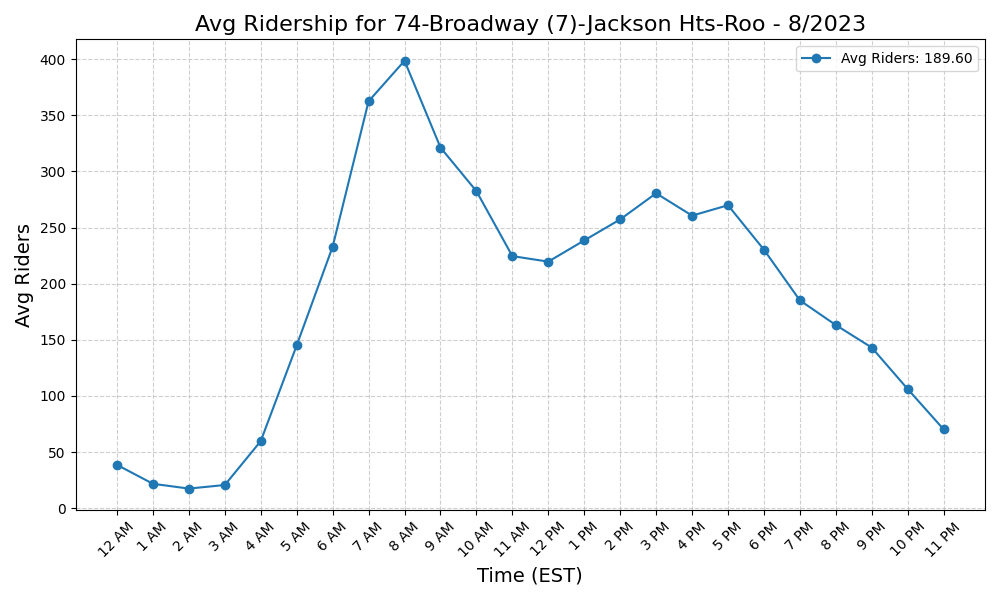 Avg Ridership for 74-Broadway (7)-Jackson Hts-Roo - 8/2023
Avg Riders: 189.60
Avg Riders
400
350
300
250
200
150
100
50
0
12 AM
1 AM
2 AM
3 AM
4 AM
5 AM
6 AM
7 AM
8 AM
9 AM
10 AM
11 AM
12 PM
1 PM
2 PM
3 PM
4 PM
5 PM
6 PM
7 PM
8 PM
9 PM
10 PM
11 PM
Time (EST)